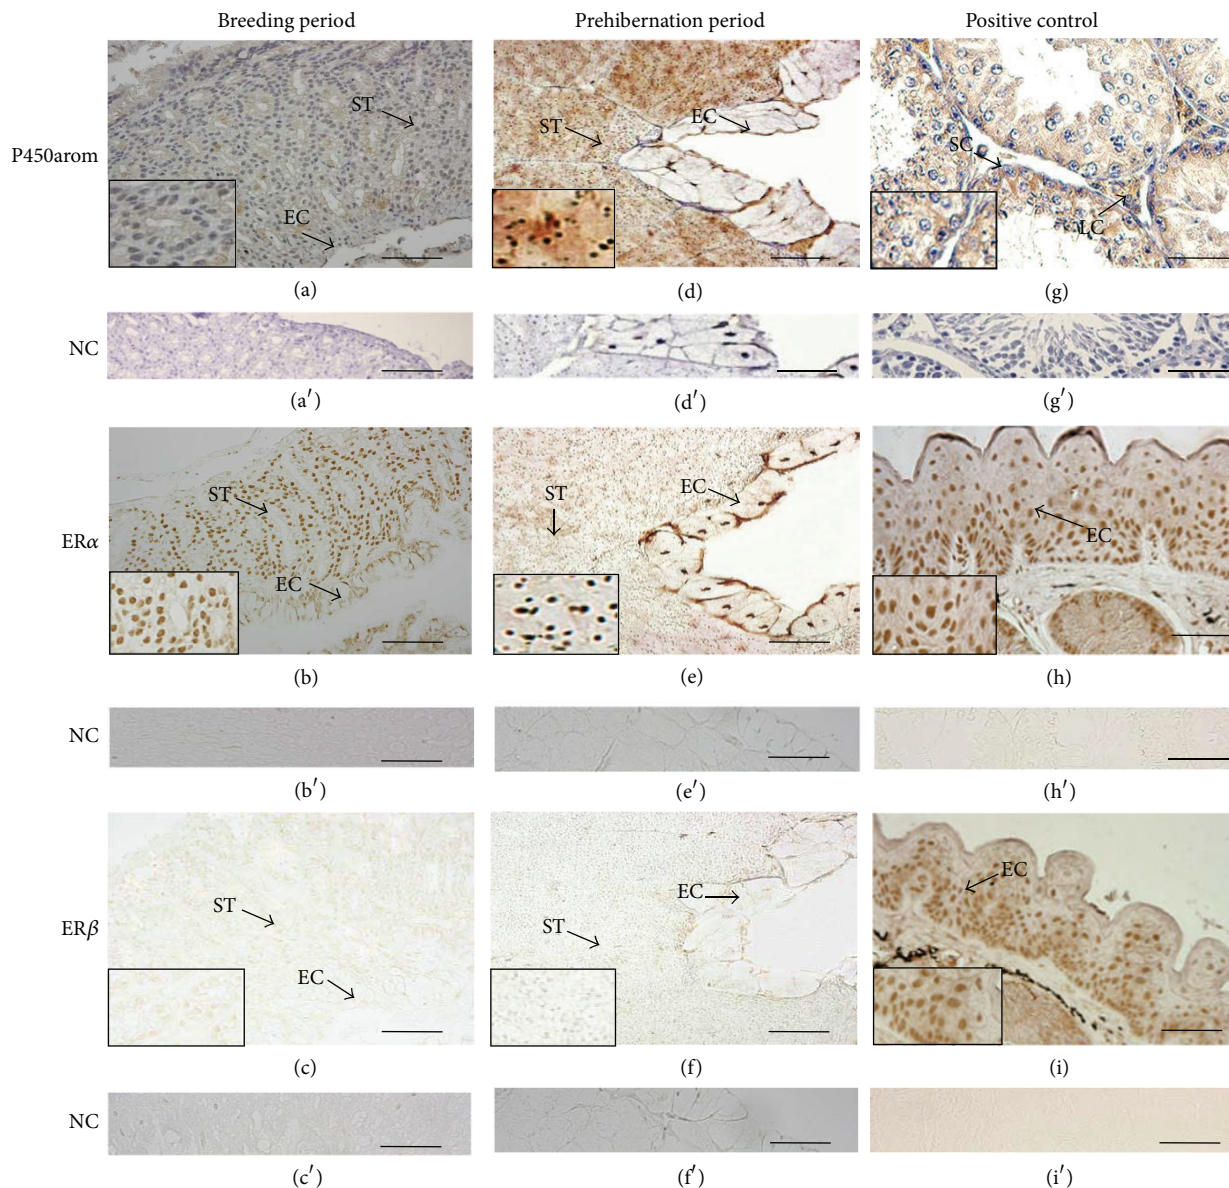 Breeding period Prehibernation period Positive control
P450arom
ST EC
ST EC
SC LC
(a) (d) (g)
NC
(a′) (d′) (g′)
ERα
ST EC
ST EC
EC
(b) (e) (h)
NC
(b′) (e′) (h′)
ERβ
ST EC
ST EC
EC
(c) (f) (i)
NC
(c′) (f′) (i′)